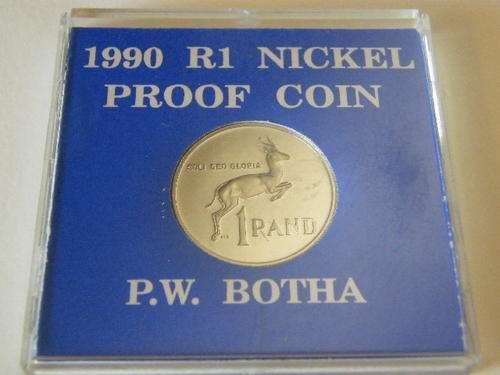 1990 R1 NICKEL
PROOF COIN
SOLI DEO GLORIA
1 RAND
P.W. BOTHA